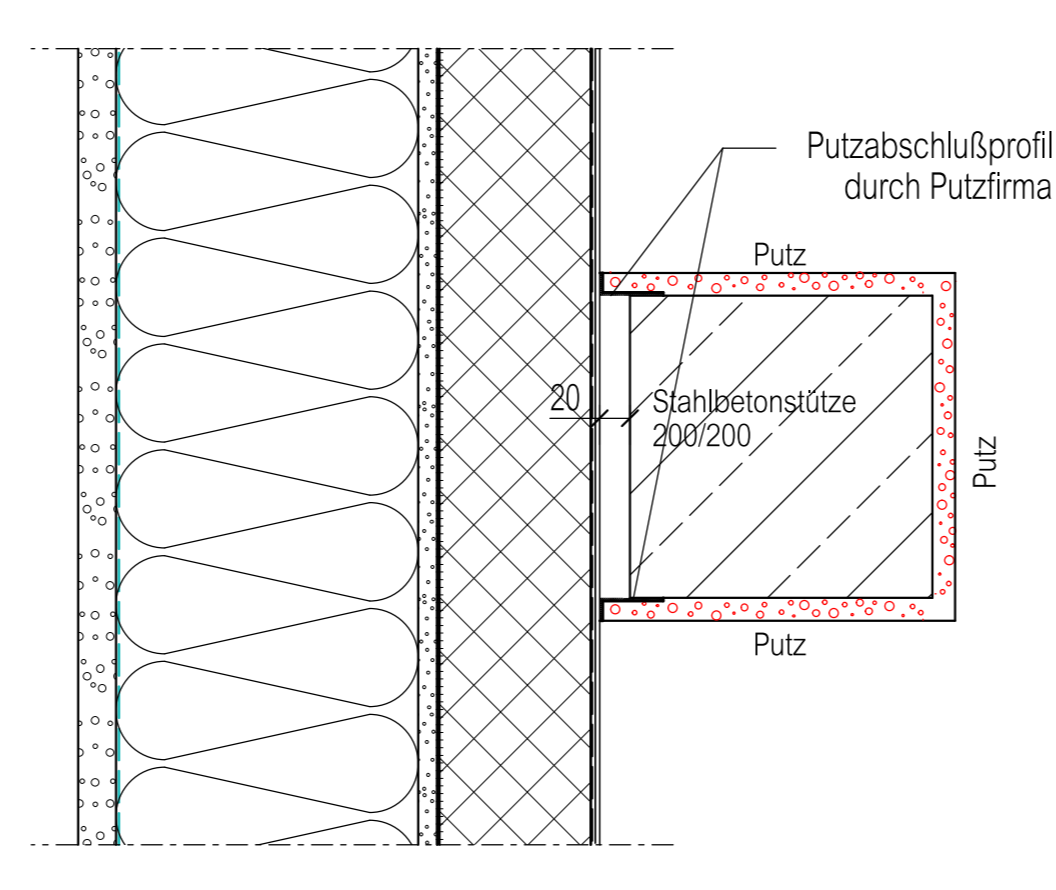 Putzabschlußprofil
durch Putzfirma
Putz
20
Stahlbetonstütze
200/200
Putz
Putz